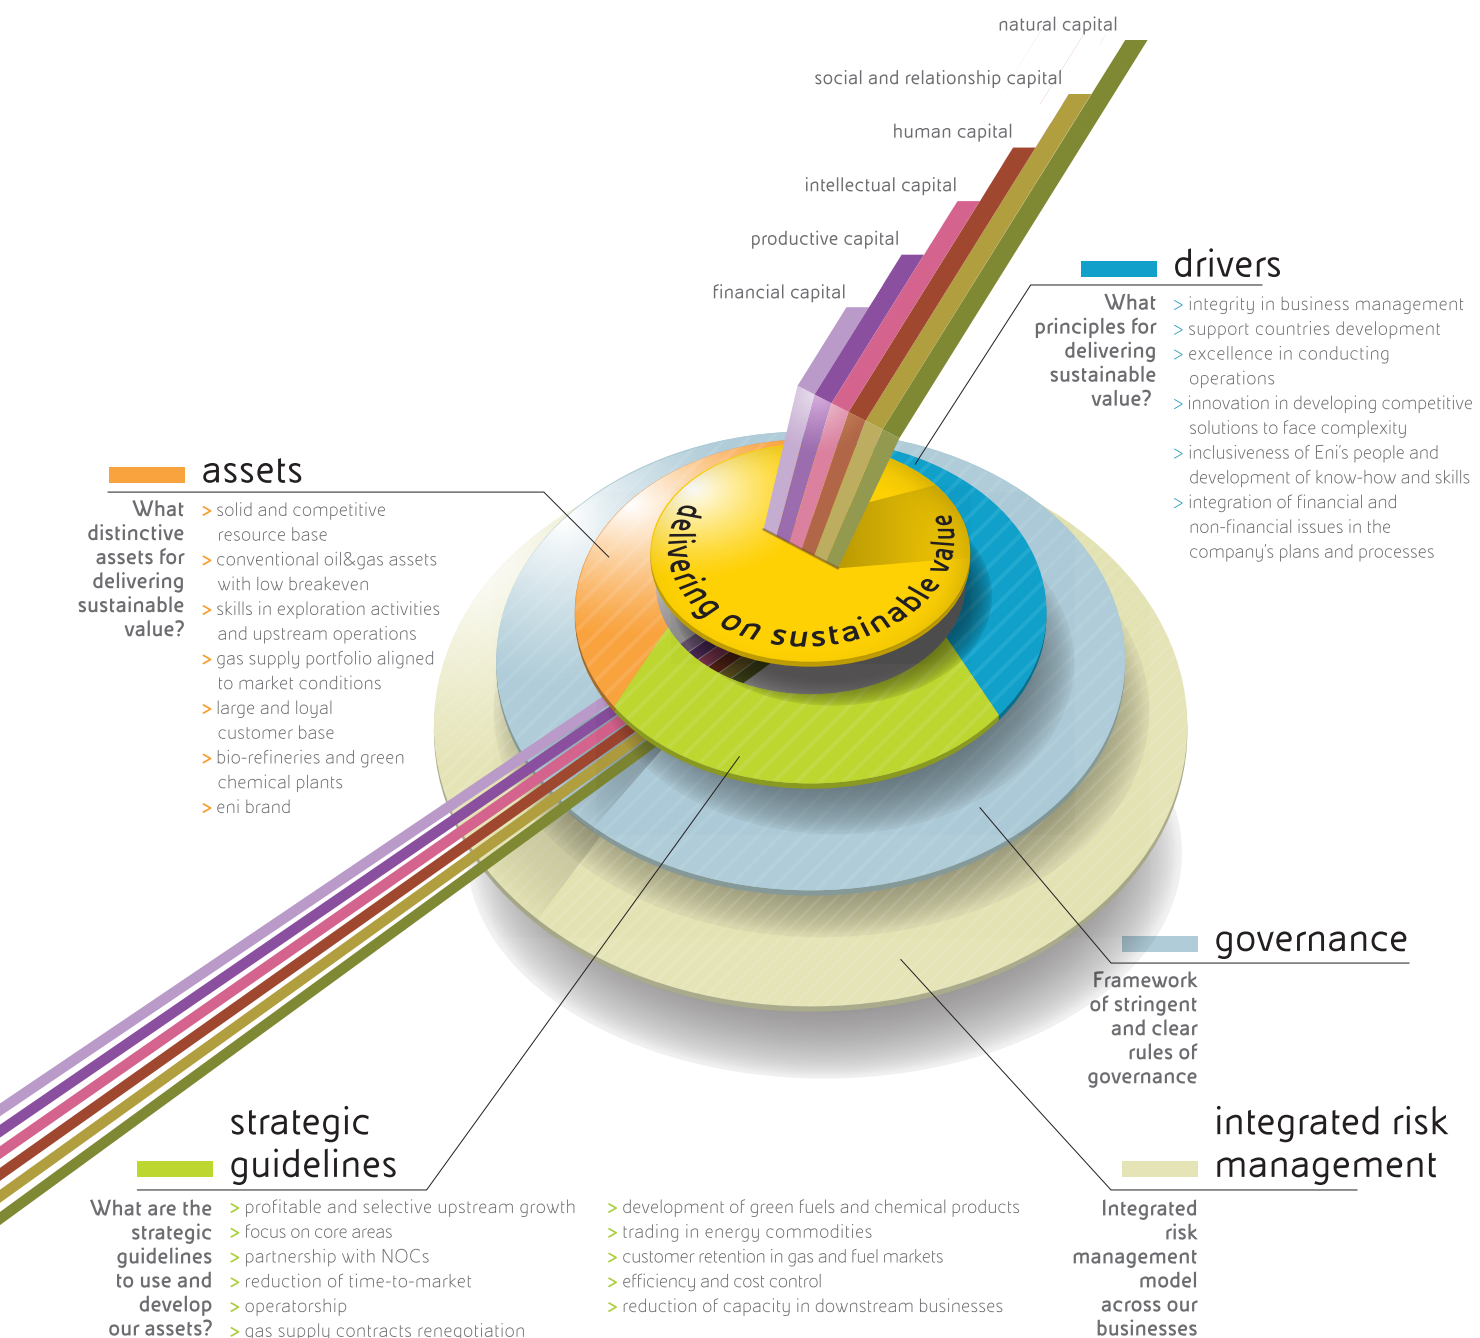 natural capital
social and relationship capital
human capital
intellectual capital
productive capital
financial capital
drivers
What
principles for
delivering
sustainable
value?
> integrity in business management
> support countries development
> excellence in conducting
operations
> innovation in developing competitive
solutions to face complexity
> inclusiveness of Eni's people and
development of know-how and skills
> integration of financial and
non-financial issues in the
company's plans and processes
assets
What
distinctive
assets for
delivering
sustainable
value?
> solid and competitive
resource base
> conventional oil&gas assets
with low breakeven
> skills in exploration activities
and upstream operations
> gas supply portfolio aligned
to market conditions
> large and loyal
customer base
> bio-refineries and green
chemical plants
> eni brand
delivering on sustainable value
governance
Framework
of stringent
and clear
rules of
governance
strategic
guidelines
What are the
strategic
guidelines
to use and
develop
our assets?
> profitable and selective upstream growth
> focus on core areas
> partnership with NOCs
> reduction of time-to-market
> operatorship
> gas supply contracts renegotiation
> development of green fuels and chemical products
> trading in energy commodities
> customer retention in gas and fuel markets
> efficiency and cost control
> reduction of capacity in downstream businesses
integrated risk
management
Integrated
risk
management
model
across our
businesses